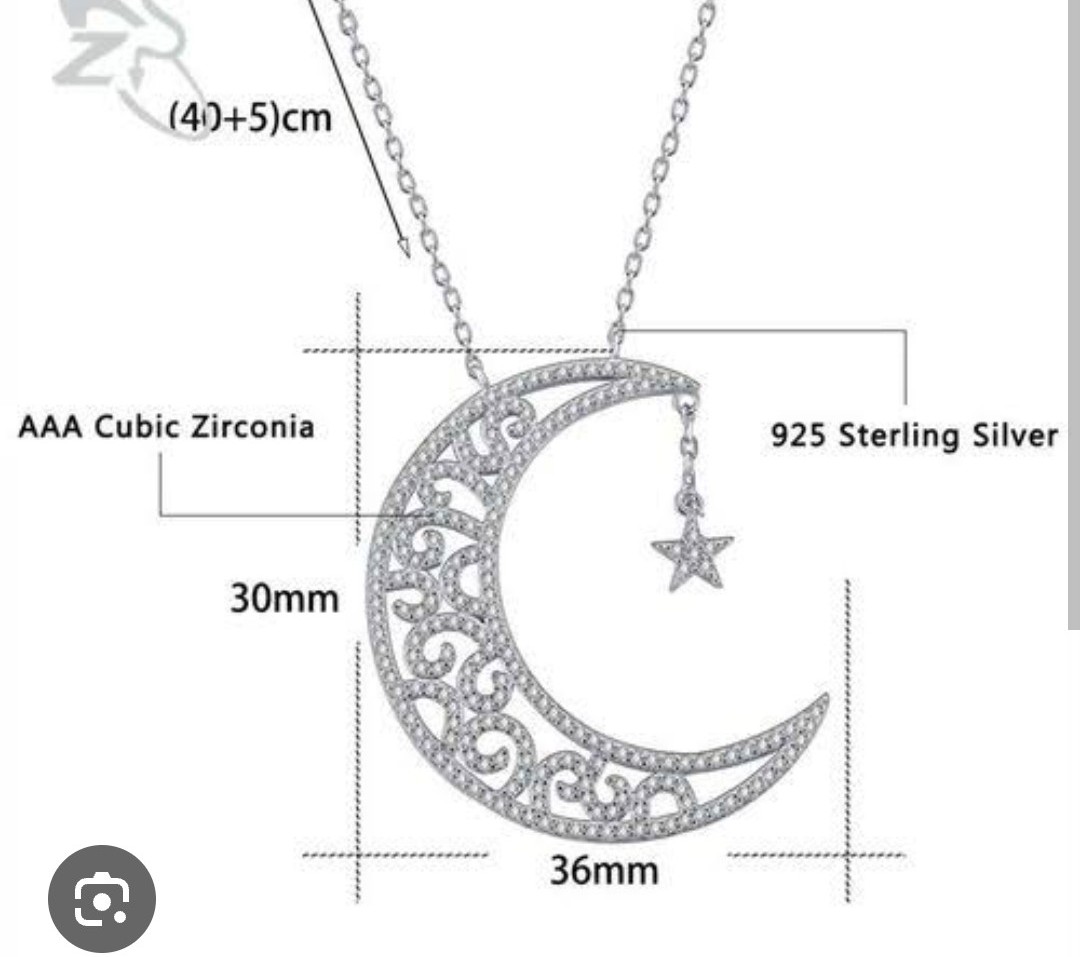 Z
(40+5)cm
AAA Cubic Zirconia
925 Sterling Silver
30mm
36mm